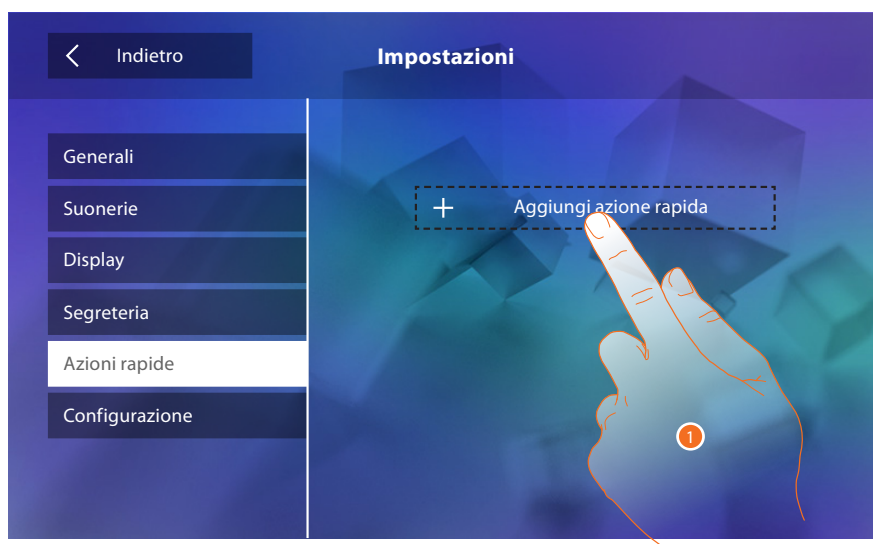 Indietro
Impostazioni
Generali
Suonerie
Display
Segreteria
Azioni rapide
Configurazione
+ Aggiungi azione rapida
1